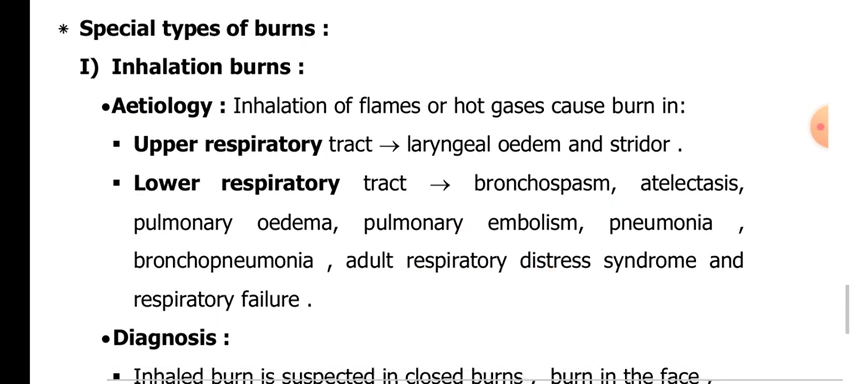 * Special types of burns :
I) Inhalation burns :
•Aetiology : Inhalation of flames or hot gases cause burn in:
▪ Upper respiratory tract → laryngeal oedem and stridor .
▪ Lower respiratory tract → bronchospasm, atelectasis,
pulmonary oedema, pulmonary embolism, pneumonia ,
bronchopneumonia , adult respiratory distress syndrome and
respiratory failure .
•Diagnosis :
▪ Inhaled burn is suspected in closed burns , burn in the face ,